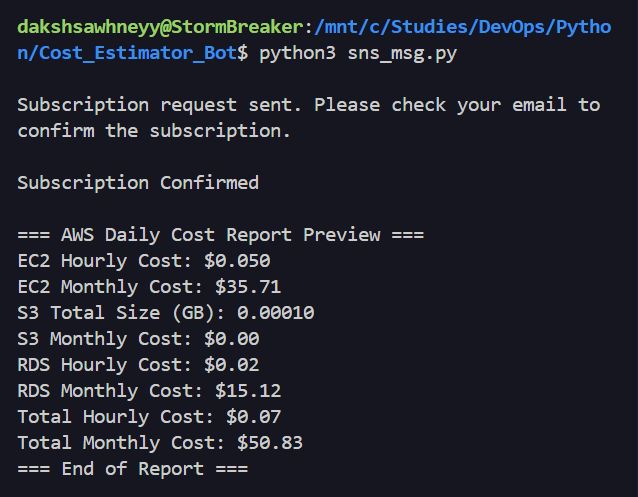 dakshsawhneyy@StormBreaker:/mnt/c/Studies/DevOps/Pytho
n/Cost_Estimator_Bot$ python3 sns_msg.py
Subscription request sent. Please check your email to
confirm the subscription.
Subscription Confirmed
=== AWS Daily Cost Report Preview ===
EC2 Hourly Cost: $0.050
EC2 Monthly Cost: $35.71
S3 Total Size (GB): 0.00010
S3 Monthly Cost: $0.00
RDS Hourly Cost: $0.02
RDS Monthly Cost: $15.12
Total Hourly Cost: $0.07
Total Monthly Cost: $50.83
=== End of Report ===